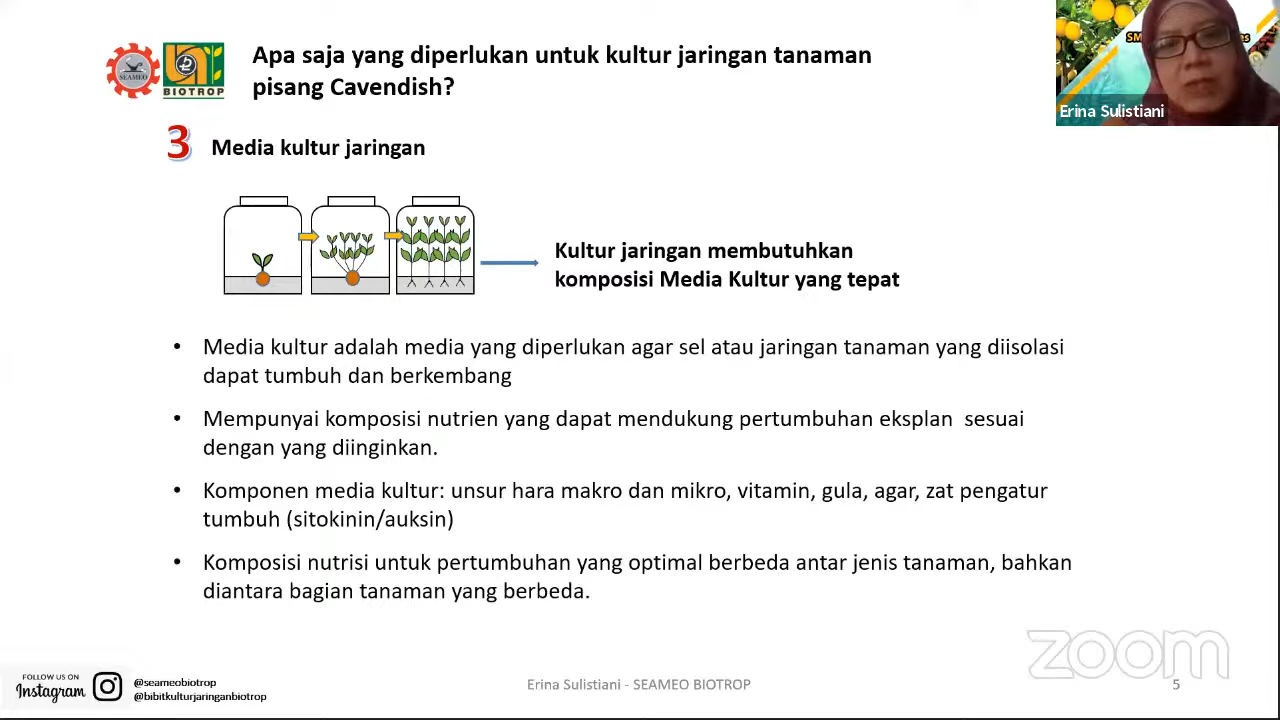 SEAMEO
BIOTROP
Apa saja yang diperlukan untuk kultur jaringan tanaman
pisang Cavendish?
Erina Sulistiani
3 Media kultur jaringan
Kultur jaringan membutuhkan
komposisi Media Kultur yang tepat
• Media kultur adalah media yang diperlukan agar sel atau jaringan tanaman yang diisolasi
dapat tumbuh dan berkembang
• Mempunyai komposisi nutrien yang dapat mendukung pertumbuhan eksplan sesuai
dengan yang diinginkan.
• Komponen media kultur: unsur hara makro dan mikro, vitamin, gula, agar, zat pengatur
tumbuh (sitokinin/auksin)
• Komposisi nutrisi untuk pertumbuhan yang optimal berbeda antar jenis tanaman, bahkan
diantara bagian tanaman yang berbeda.
zoom
FOLLOW US ON
Instagram
@seameobiotrop
@bibitkulturjaringanbiotrop
Erina Sulistiani - SEAMEO BIOTROP
5